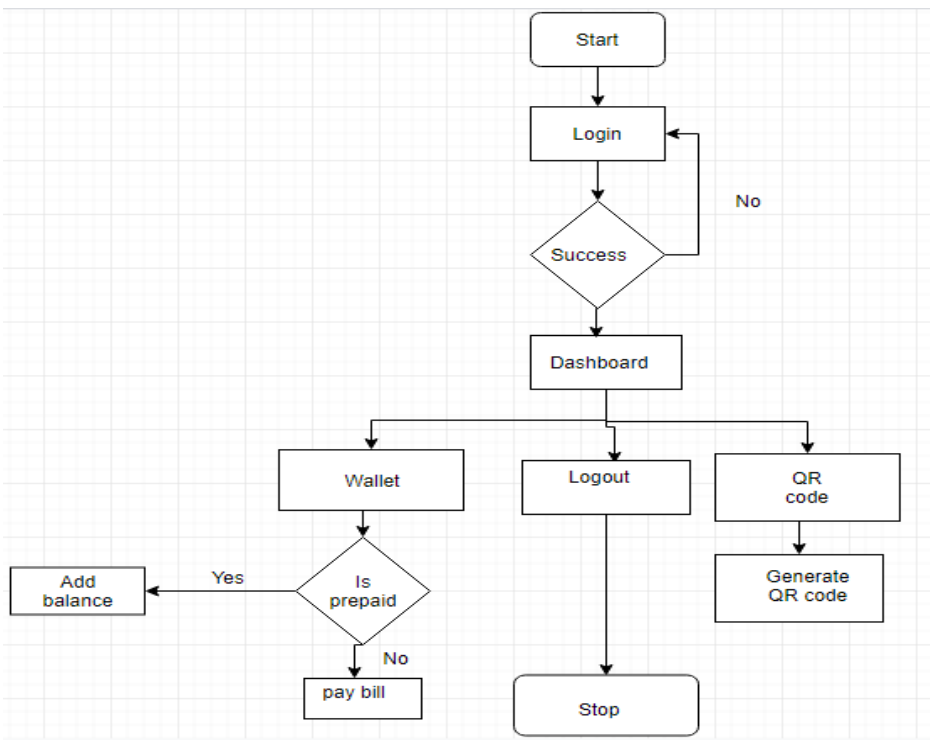 Start
Login
No
Success
Dashboard
Wallet
Logout
QR
code
Add
balance
Yes
Is
prepaid
Generate
QR code
No
pay bill
Stop